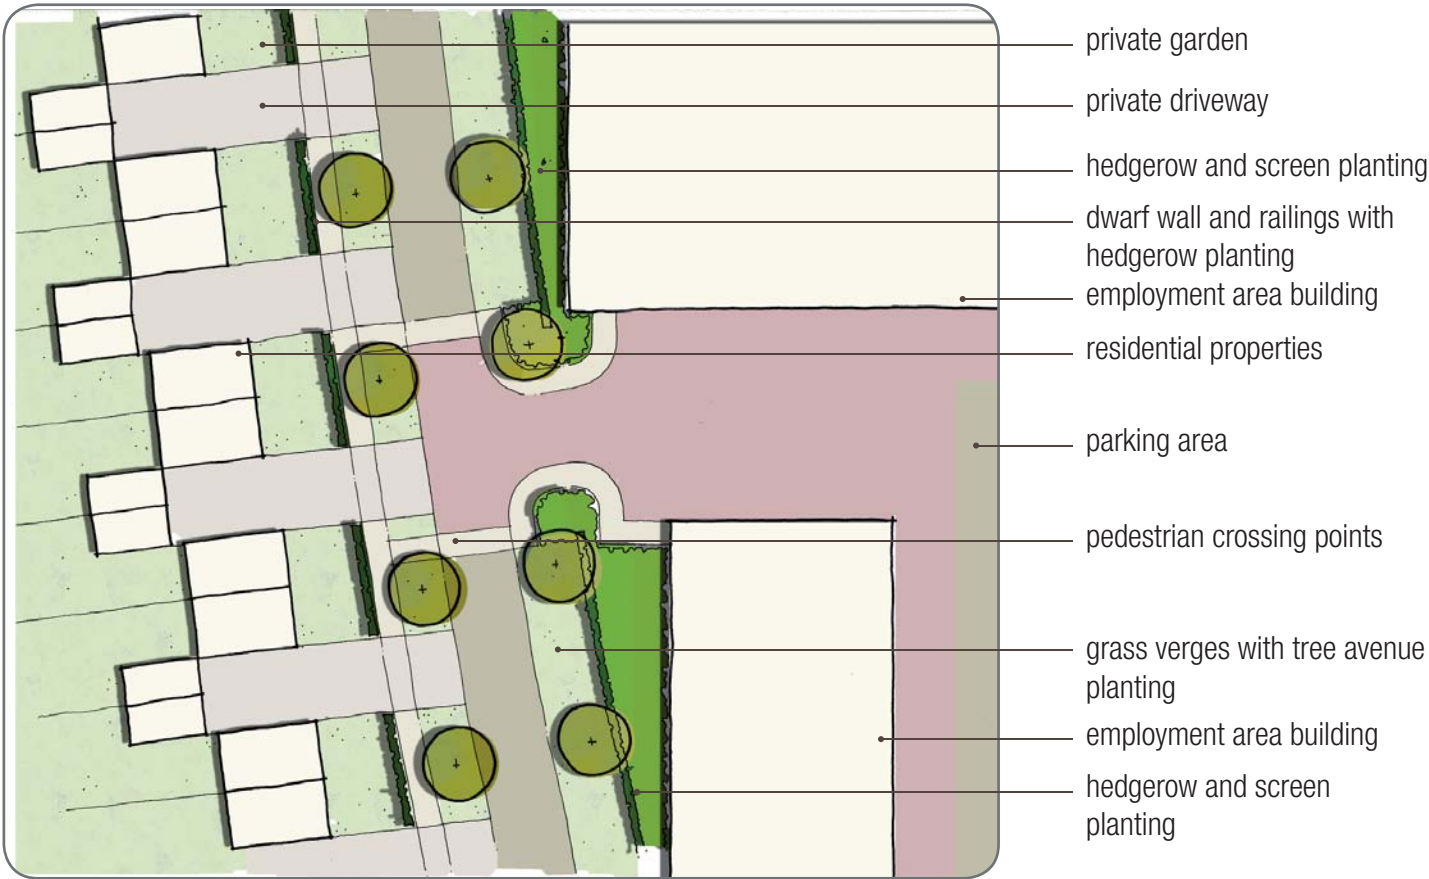 private garden
private driveway
hedgerow and screen planting
dwarf wall and railings with
hedgerow planting
employment area building
residential properties
parking area
pedestrian crossing points
grass verges with tree avenue
planting
employment area building
hedgerow and screen
planting